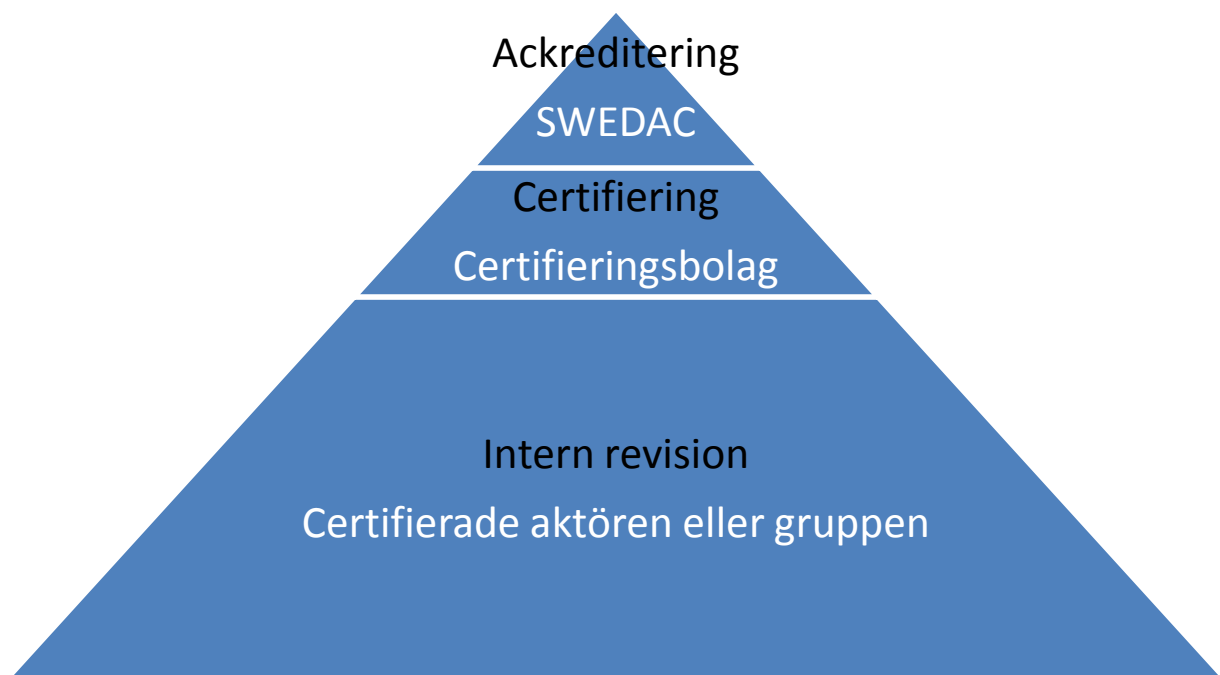 Ackreditering
SWEDAC
Certifiering
Certifieringsbolag
Intern revision
Certifierade aktören eller gruppen